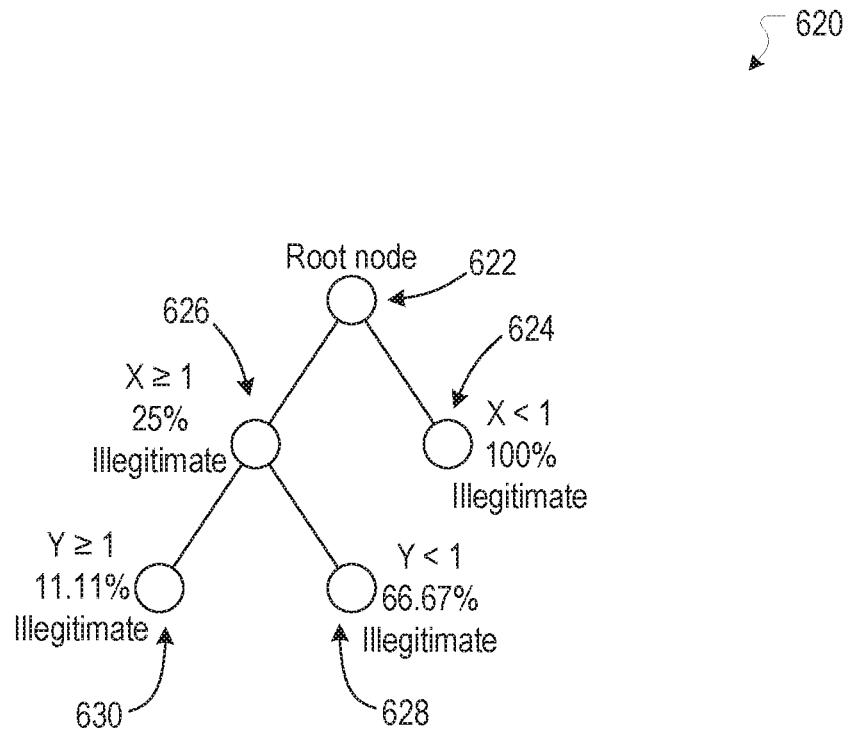 620
Root node
622
626
624
X ≥ 1
25%
Illegitimate
X < 1
100%
Illegitimate
Y ≥ 1
11.11%
Illegitimate
Y < 1
66.67%
Illegitimate
630
628